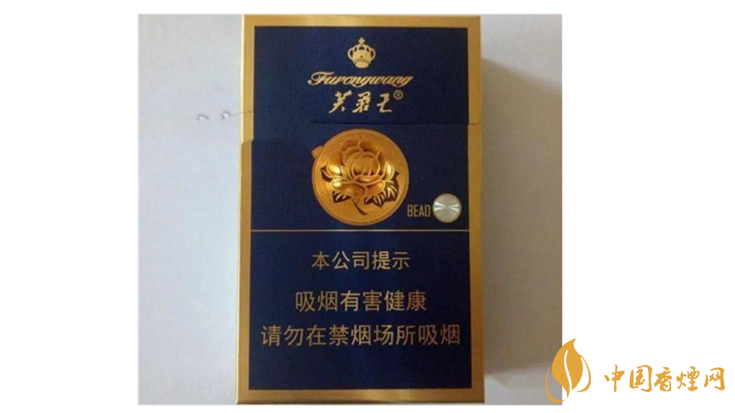 Furongwang
芙蓉王®
BEAD
本公司提示
吸烟有害健康
请勿在禁烟场所吸烟
中国香煙网